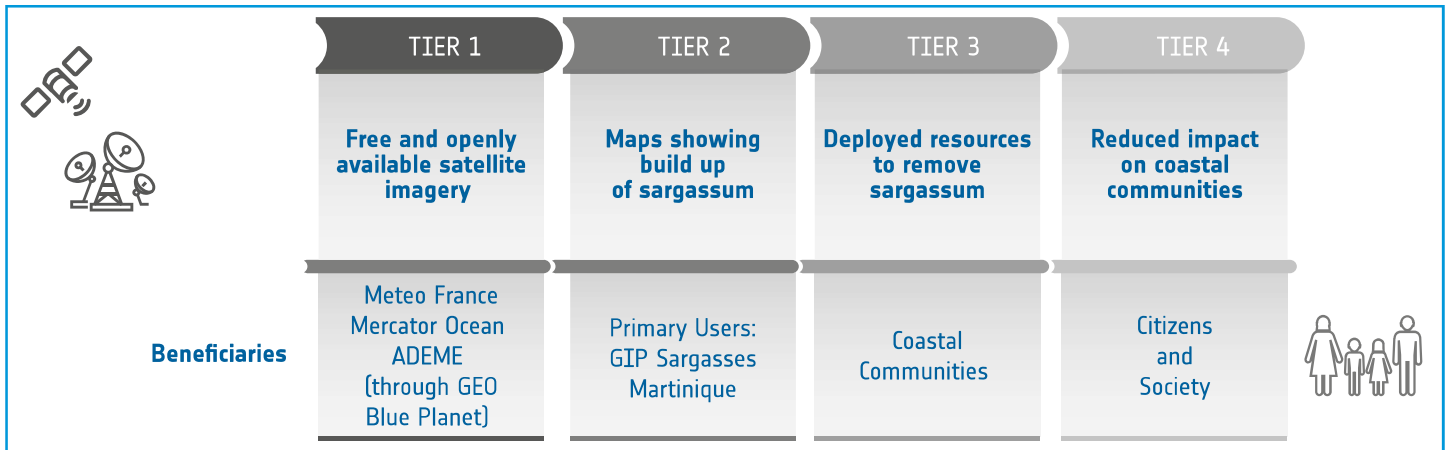 TIER 1
TIER 2
TIER 3
TIER 4
Free and openly
available satellite
imagery
Maps showing
build up
of sargassum
Deployed resources
to remove
sargassum
Reduced impact
on coastal
communities
Beneficiaries
Meteo France
Mercator Ocean
ADEME
(through GEO
Blue Planet)
Primary Users:
GIP Sargasses
Martinique
Coastal
Communities
Citizens
and
Society